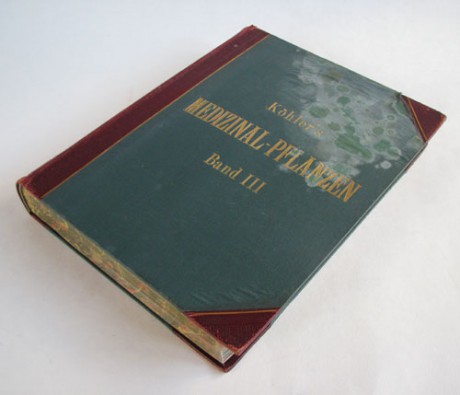 Köhler's
MEDIZINAL-PFLANZEN
Band III